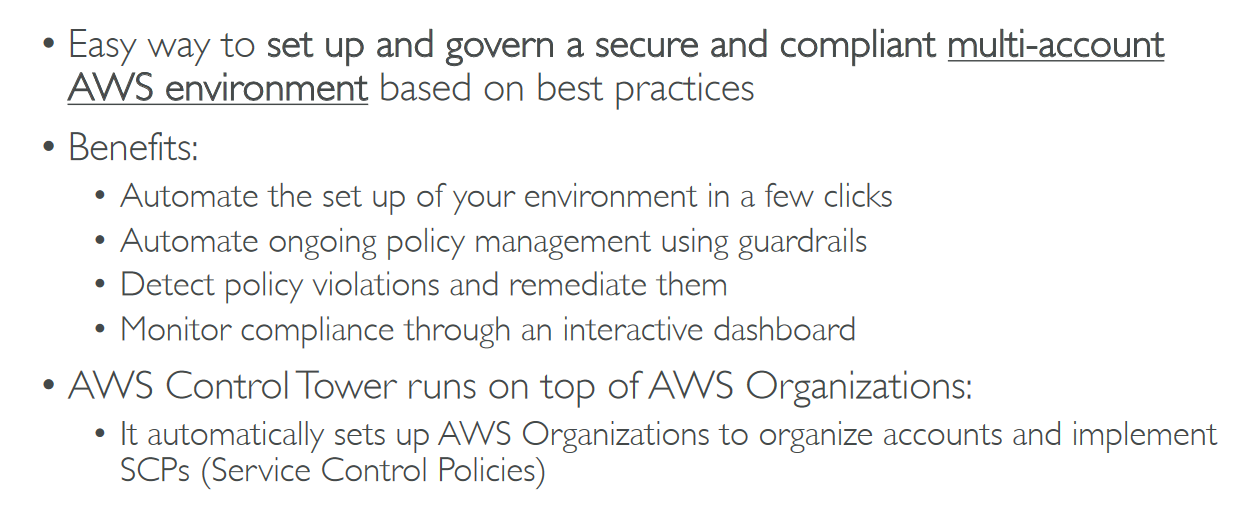 • Easy way to set up and govern a secure and compliant multi-account
AWS environment based on best practices
• Benefits:
• Automate the set up of your environment in a few clicks
• Automate ongoing policy management using guardrails
• Detect policy violations and remediate them
• Monitor compliance through an interactive dashboard
• AWS Control Tower runs on top of AWS Organizations:
• It automatically sets up AWS Organizations to organize accounts and implement
SCPs (Service Control Policies)